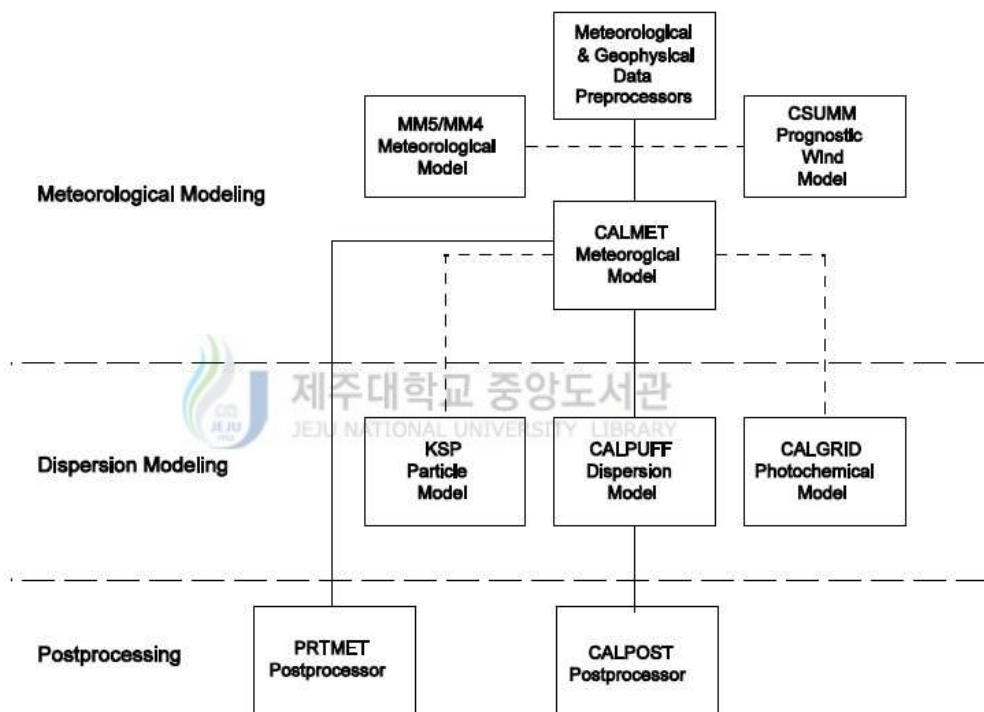 Meteorological
& Geophysical
Data
Preprocessors
MM5/MM4
Meteorological
Model
CSUMM
Prognostic
Wind
Model
Meteorological Modeling
CALMET
Meteorogical
Model
제주대학교 중앙도서관
JEJU NATIONAL UNIVERSITY LIBRARY
JEJU
1952
Dispersion Modeling
KSP
Particle
Model
CALPUFF
Dispersion
Model
CALGRID
Photochemical
Model
Postprocessing
PRTMET
Postprocessor
CALPOST
Postprocessor